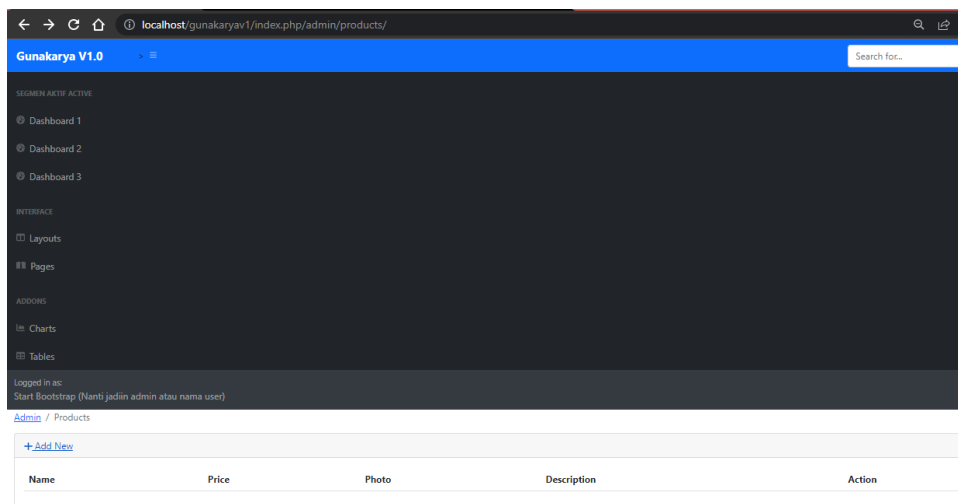 localhost/gunakaryav1/index.php/admin/products/
Gunakarya V1.0 > Search for...
SEGMEN AKTIF ACTIVE
Dashboard 1
Dashboard 2
Dashboard 3
INTERFACE
Layouts
Pages
ADDONS
Charts
Tables
Logged in as:
Start Bootstrap (Nanti jadiin admin atau nama user)
Admin / Products
+ Add New
Name Price Photo Description Action